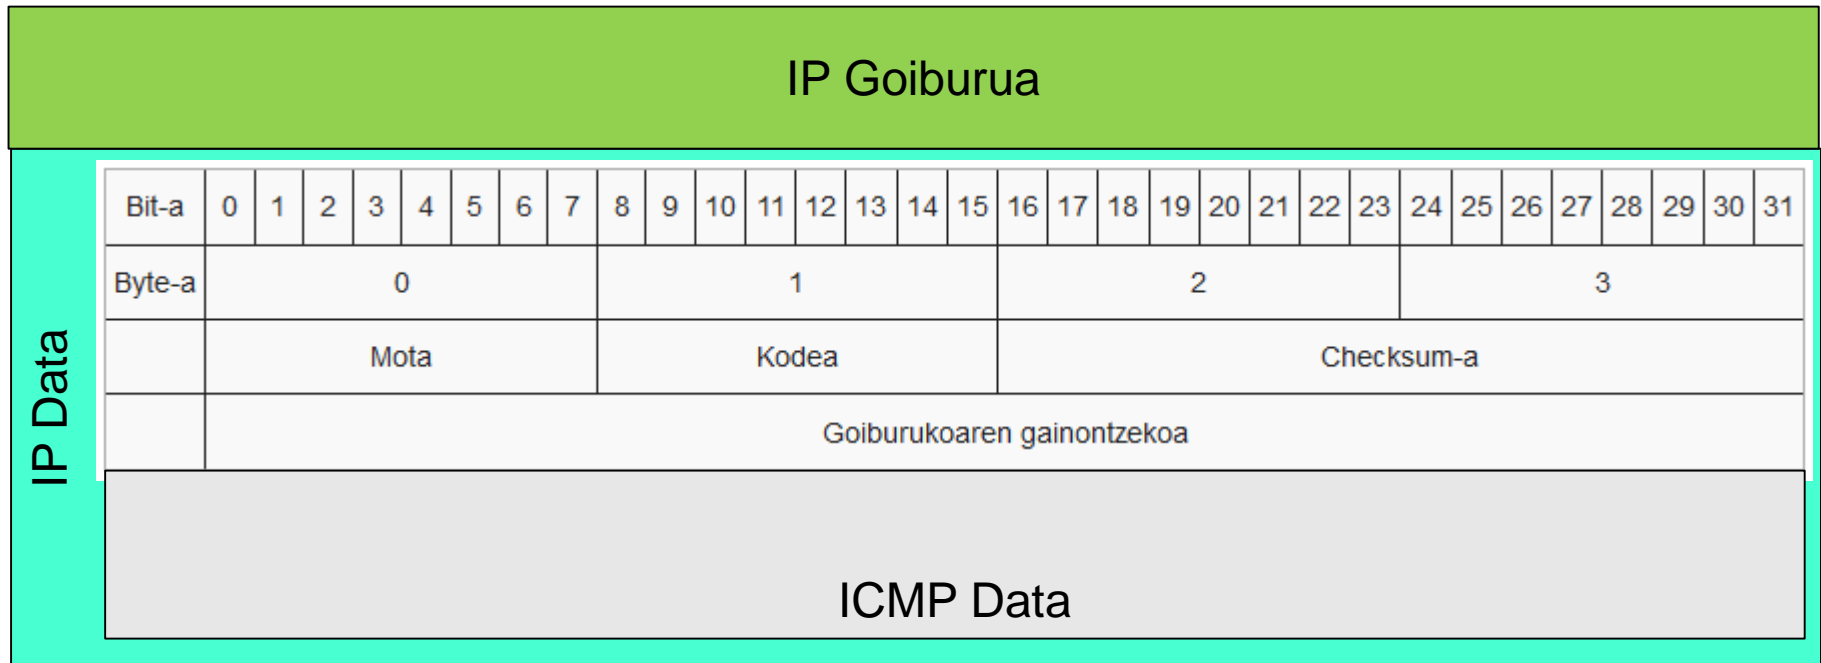 IP Goiburua
Bit-a 0 1 2 3 4 5 6 7 8 9 10 11 12 13 14 15 16 17 18 19 20 21 22 23 24 25 26 27 28 29 30 31
Byte-a 0 1 2 3
Mota Kodea Checksum-a
Goiburukoaren gainontzekoa
IP Data
ICMP Data